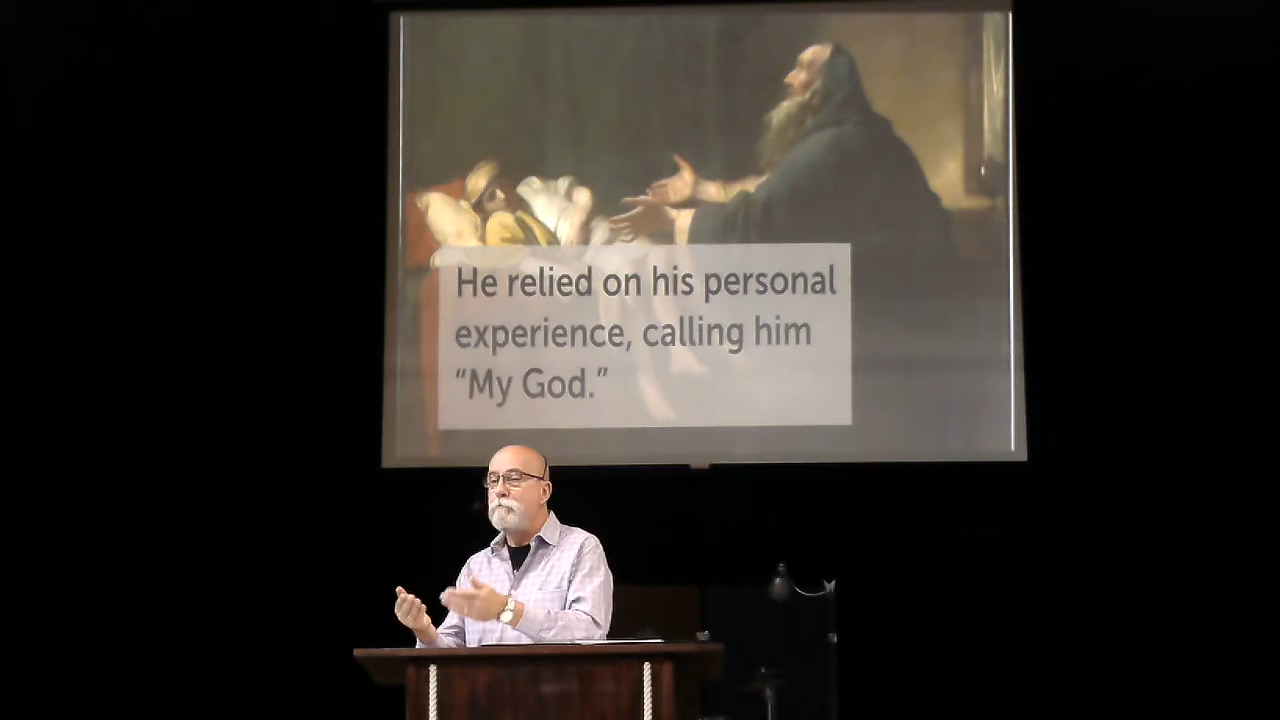 He relied on his personal
experience, calling him
“My God.”